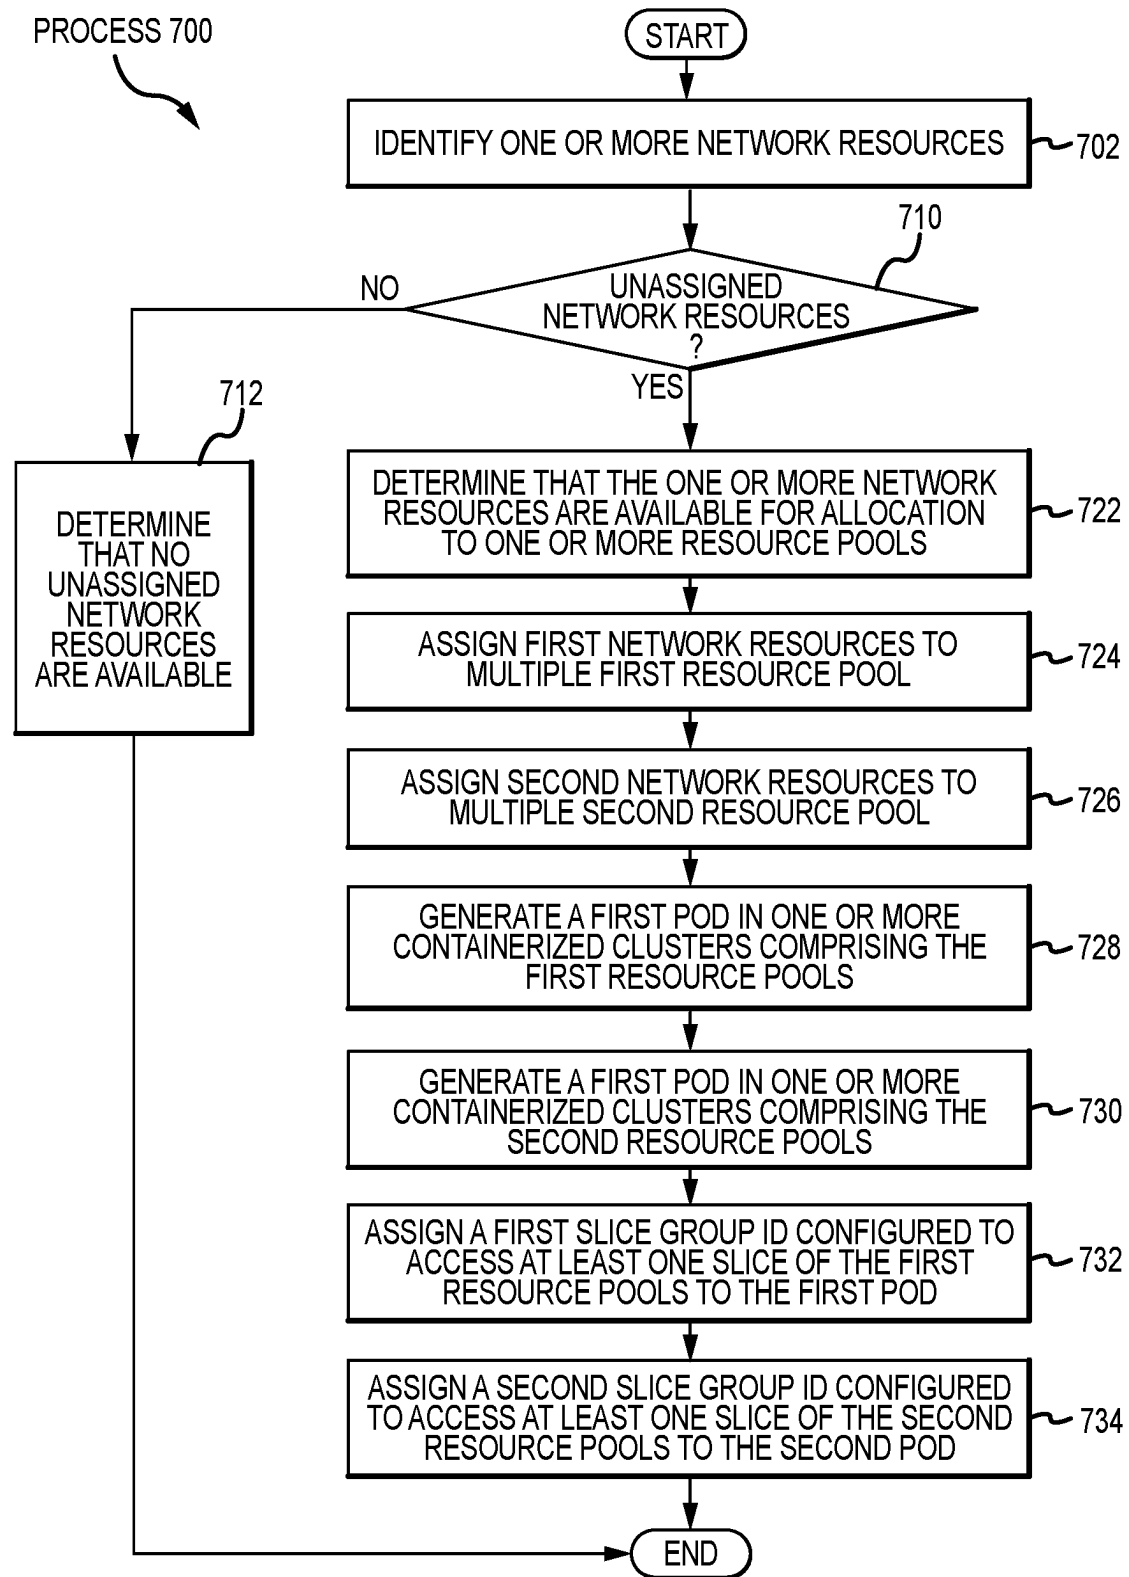 PROCESS 700
START
IDENTIFY ONE OR MORE NETWORK RESOURCES
702
710
UNASSIGNED
NETWORK RESOURCES
?
NO
YES
712
DETERMINE
THAT NO
UNASSIGNED
NETWORK
RESOURCES
ARE AVAILABLE
DETERMINE THAT THE ONE OR MORE NETWORK
RESOURCES ARE AVAILABLE FOR ALLOCATION
TO ONE OR MORE RESOURCE POOLS
722
ASSIGN FIRST NETWORK RESOURCES TO
MULTIPLE FIRST RESOURCE POOL
724
ASSIGN SECOND NETWORK RESOURCES TO
MULTIPLE SECOND RESOURCE POOL
726
GENERATE A FIRST POD IN ONE OR MORE
CONTAINERIZED CLUSTERS COMPRISING THE
FIRST RESOURCE POOLS
728
GENERATE A FIRST POD IN ONE OR MORE
CONTAINERIZED CLUSTERS COMPRISING THE
SECOND RESOURCE POOLS
730
ASSIGN A FIRST SLICE GROUP ID CONFIGURED TO
ACCESS AT LEAST ONE SLICE OF THE FIRST
RESOURCE POOLS TO THE FIRST POD
732
ASSIGN A SECOND SLICE GROUP ID CONFIGURED
TO ACCESS AT LEAST ONE SLICE OF THE SECOND
RESOURCE POOLS TO THE SECOND POD
734
END